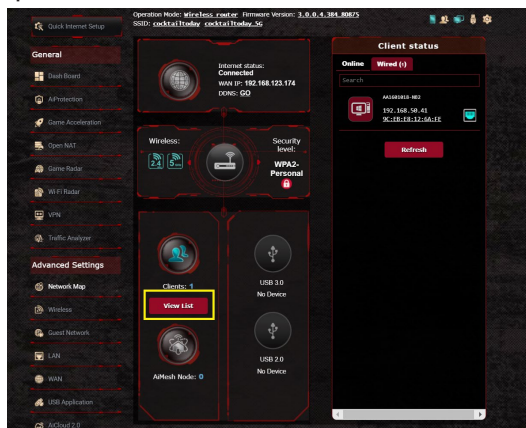 Quick Internet Setup
Operation Mode: Wireless router Firmware Version: 3.0.0.4.384_80875
SSID: cocktailtown cocktailtown_5G
General
Dash Board
AiProtection
Game Acceleration
Open NAT
Game Radar
Wi-Fi Radar
VPN
Traffic Analyzer
Advanced Settings
Network Map
Wireless
Guest Network
LAN
WAN
USB Application
AiCloud 2.0
Internet status:
Connected
WAN IP: 192.168.123.174
DDNS: GO
Wireless:
2.4
5
Security
level:
WPA2-
Personal
Clients: 1
View List
AiMesh Node: 0
USB 3.0
No Device
USB 2.0
No Device
Client status
Online
Wired (1)
Search
AA1601018-NB2
192.168.50.41
9C:EB:E8:12:6A:FE
Refresh